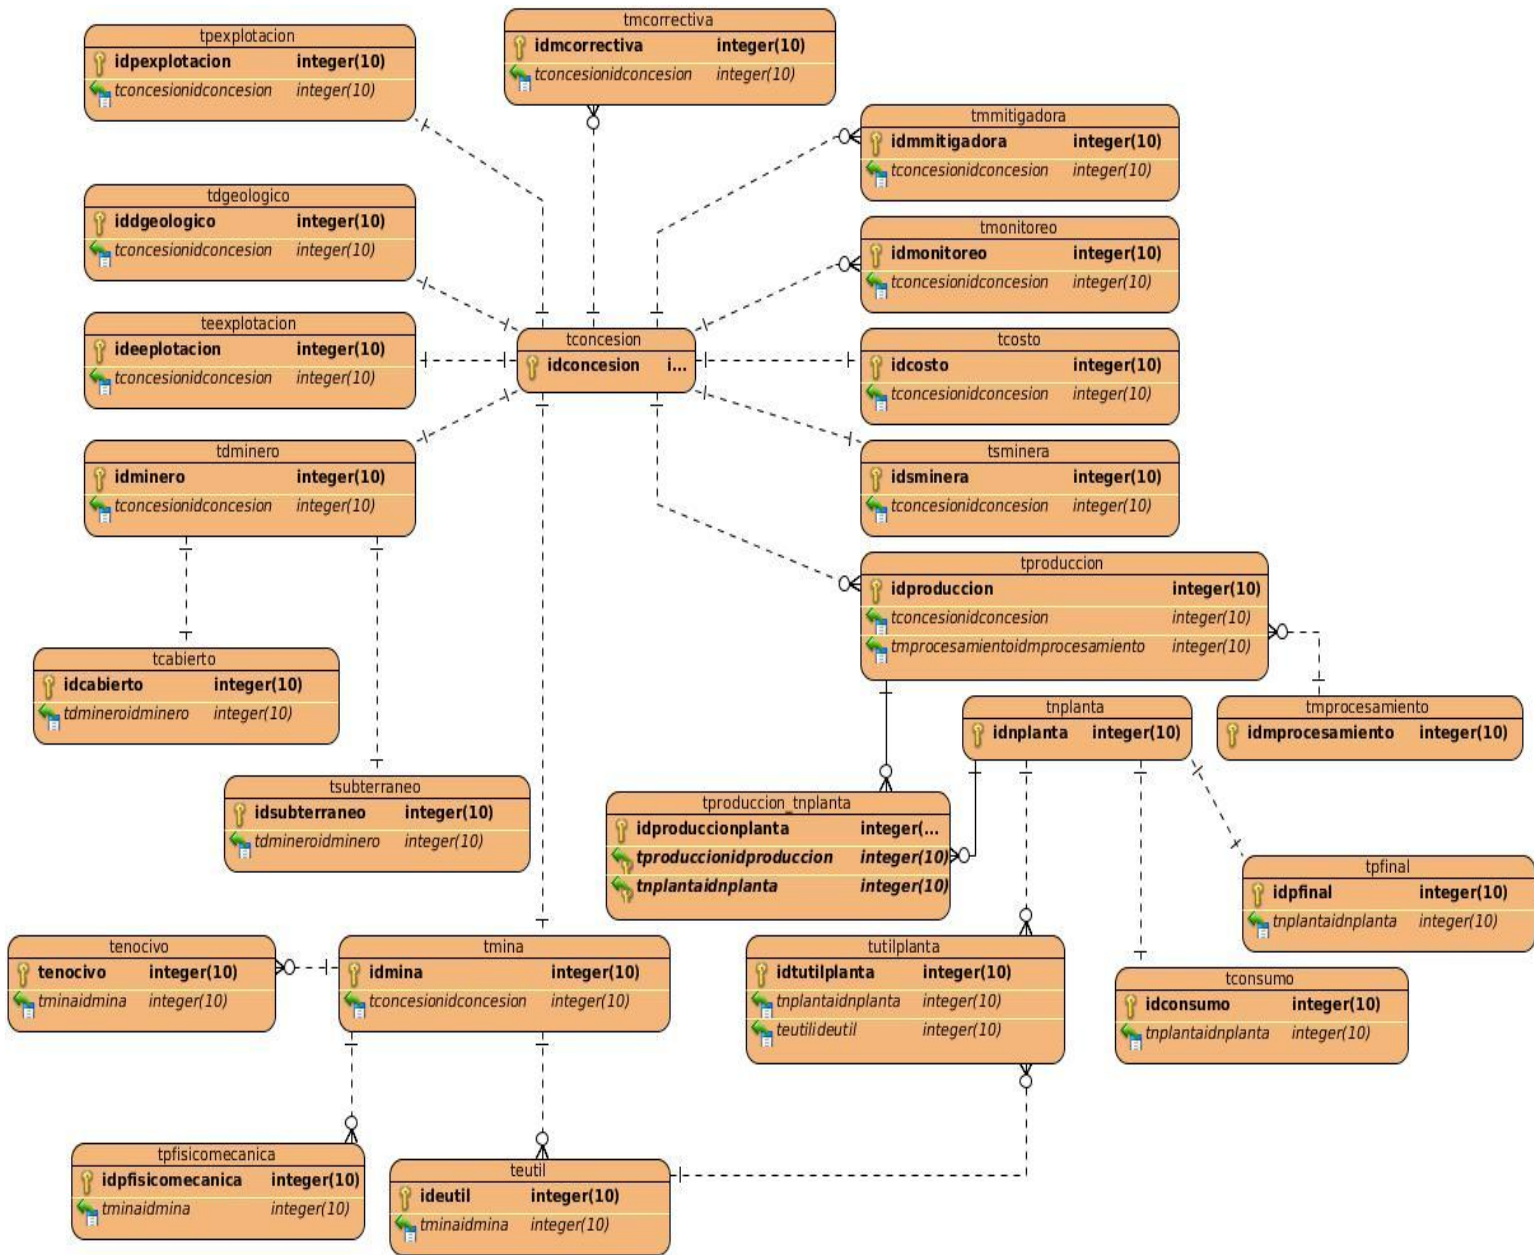 tpexplotacion
idpexplotacion integer(10)
tconcesionidconcesion integer(10)
tmcorrectiva
idmcorrectiva integer(10)
tconcesionidconcesion integer(10)
tmmitigadora
idmmitigadora integer(10)
tconcesionidconcesion integer(10)
tdgeologico
iddgeologico integer(10)
tconcesionidconcesion integer(10)
tmonitoreo
idmonitoreo integer(10)
tconcesionidconcesion integer(10)
teexplotacion
ideeplotacion integer(10)
tconcesionidconcesion integer(10)
tconcesion
idconcesion i...
tcosto
idcosto integer(10)
tconcesionidconcesion integer(10)
tdminero
idminero integer(10)
tconcesionidconcesion integer(10)
tsminera
idsminera integer(10)
tconcesionidconcesion integer(10)
tproduccion
idproduccion integer(10)
tconcesionidconcesion integer(10)
tmprocesamientoidmprocesamiento integer(10)
tcabierto
idcabierto integer(10)
tdmineroidminero integer(10)
tnplanta
idnplanta integer(10)
tmprocesamiento
idmprocesamiento integer(10)
tsubterraneo
idsubterraneo integer(10)
tdmineroidminero integer(10)
tproduccion_tnplanta
idproduccionplanta integer(...
tproduccionidproduccion integer(10)
tnplantaidnplanta integer(10)
tpfinal
idpfinal integer(10)
tnplantaidnplanta integer(10)
tenocivo
tenocivo integer(10)
tminaidmina integer(10)
tmina
idmina integer(10)
tconcesionidconcesion integer(10)
tutilplanta
idtutilplanta integer(10)
tnplantaidnplanta integer(10)
teutilideutil integer(10)
tconsumo
idconsumo integer(10)
tnplantaidnplanta integer(10)
tpfisicomecanica
idpfisicomecanica integer(10)
tminaidmina integer(10)
teutil
ideutil integer(10)
tminaidmina integer(10)